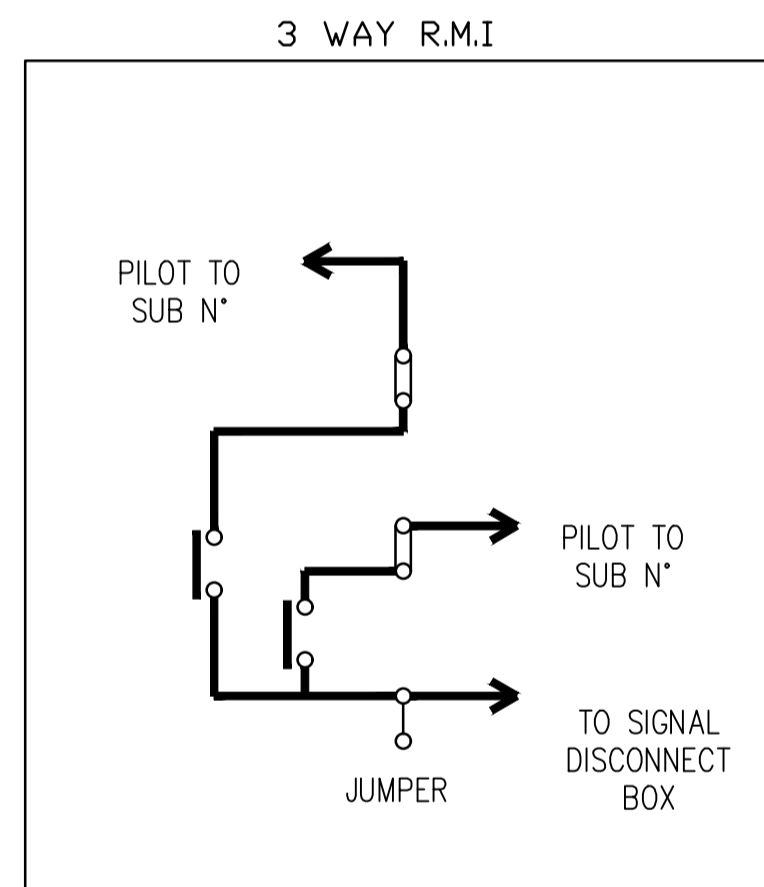 3 WAY R.M.I
PILOT TO
SUB N°
PILOT TO
SUB N°
TO SIGNAL
DISCONNECT
BOX
JUMPER